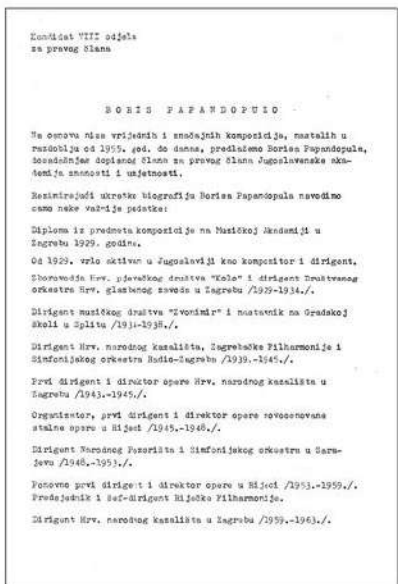 Kandidat VIII odjela
za pravog člana
BORIS PAPANDOPULO
Na osnovu niza vrijednih i značajnih kompozicija, nastalih u
razdoblju od 1955. god. do danas, predlažemo Borisa Papandopula,
dosadašnjeg dopisnog člana za pravog člana Jugoslavenske aka-
demije znanosti i umjetnosti.
Rezimirajući ukratko biografiju Borisa Papandopula navodimo
samo neke važnije podatke:
Diploma iz predmeta kompozicije na Muzičkoj Akademiji u
Zagrebu 1929. godine.
Od 1929. vrlo aktivan u Jugoslaviji kao kompozitor i dirigent.
Zborovodja Hrv. pjevačkog društva "Kolo" i dirigent Društvenog
orkestra Hrv. glazbenog zavoda u Zagrebu /1929-1934./.
Dirigent muzičkog društva "Zvonimir" i nastavnik na Gradskoj
školi u Splitu /1934-1938./.
Dirigent Hrv. narodnog kazališta, Zagrebačke Filharmonije i
Simfonijskog orkestra Radio-Zagreba /1939.-1945./.
Prvi dirigent i direktor opere Hrv. narodnog kazališta u
Zagrebu /1943.-1945./.
Organizator, prvi dirigent i direktor opere novoosnovane
stalne opere u Rijeci /1945.-1948./.
Dirigent Narodnog Pozorišta i Simfonijskog orkestra u Sara-
jevu /1948.-1953./.
Ponovno prvi dirigent i direktor opere u Rijeci /1953.-1959./.
Predsjednik i šef-dirigent Riječke Filharmonije.
Dirigent Hrv. narodnog kazališta u Zagrebu /1959.-1963./.